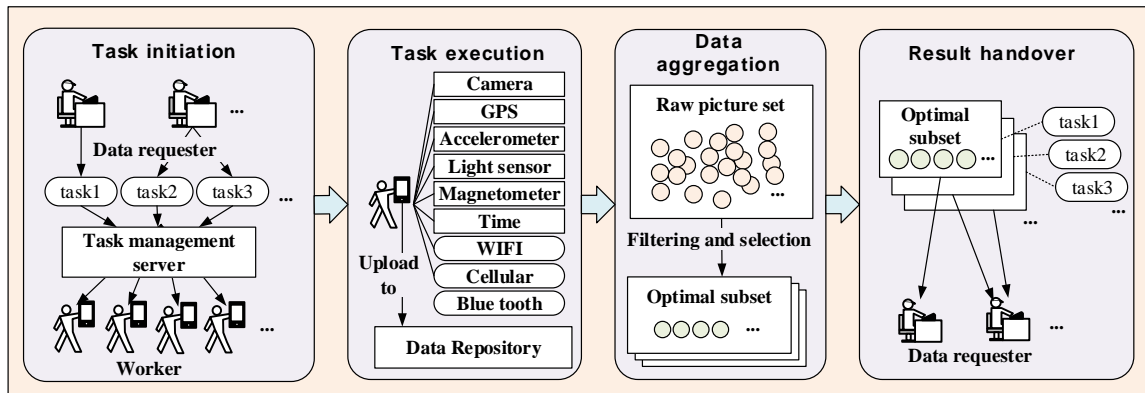 Task initiation
...
Data requester
task1
task2
task3
...
Task management
server
...
Worker
Task execution
Camera
GPS
Accelerometer
Light sensor
Magnetometer
Time
WIFI
Cellular
Blue tooth
Upload
to
Data Repository
Data
aggregation
Raw picture set
...
Filtering and selection
Optimal subset
...
Result handover
Optimal
subset
...
task1
task2
task3
...
...
...
Data requester